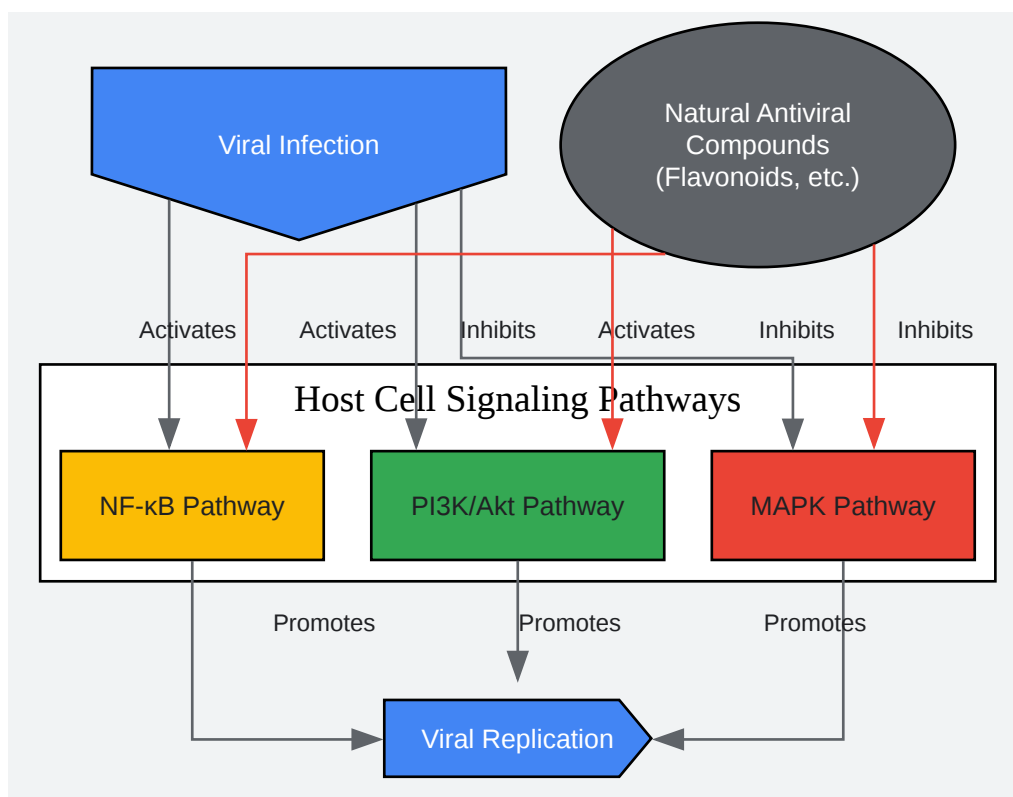 Viral Infection
Natural Antiviral
Compounds
(Flavonoids, etc.)
Activates
Activates
Inhibits
Activates
Inhibits
Inhibits
Host Cell Signaling Pathways
NF-κB Pathway
PI3K/Akt Pathway
MAPK Pathway
Promotes
Promotes
Promotes
Viral Replication